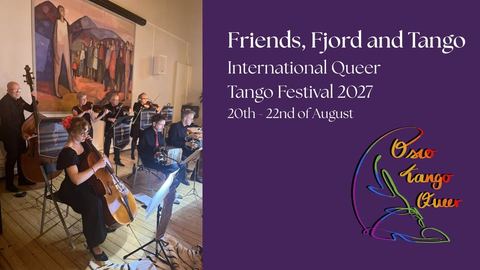 Friends, Fjord and Tango
International Queer
Tango Festival 2027
20th - 22nd of August
Oslo
Tango
Queer